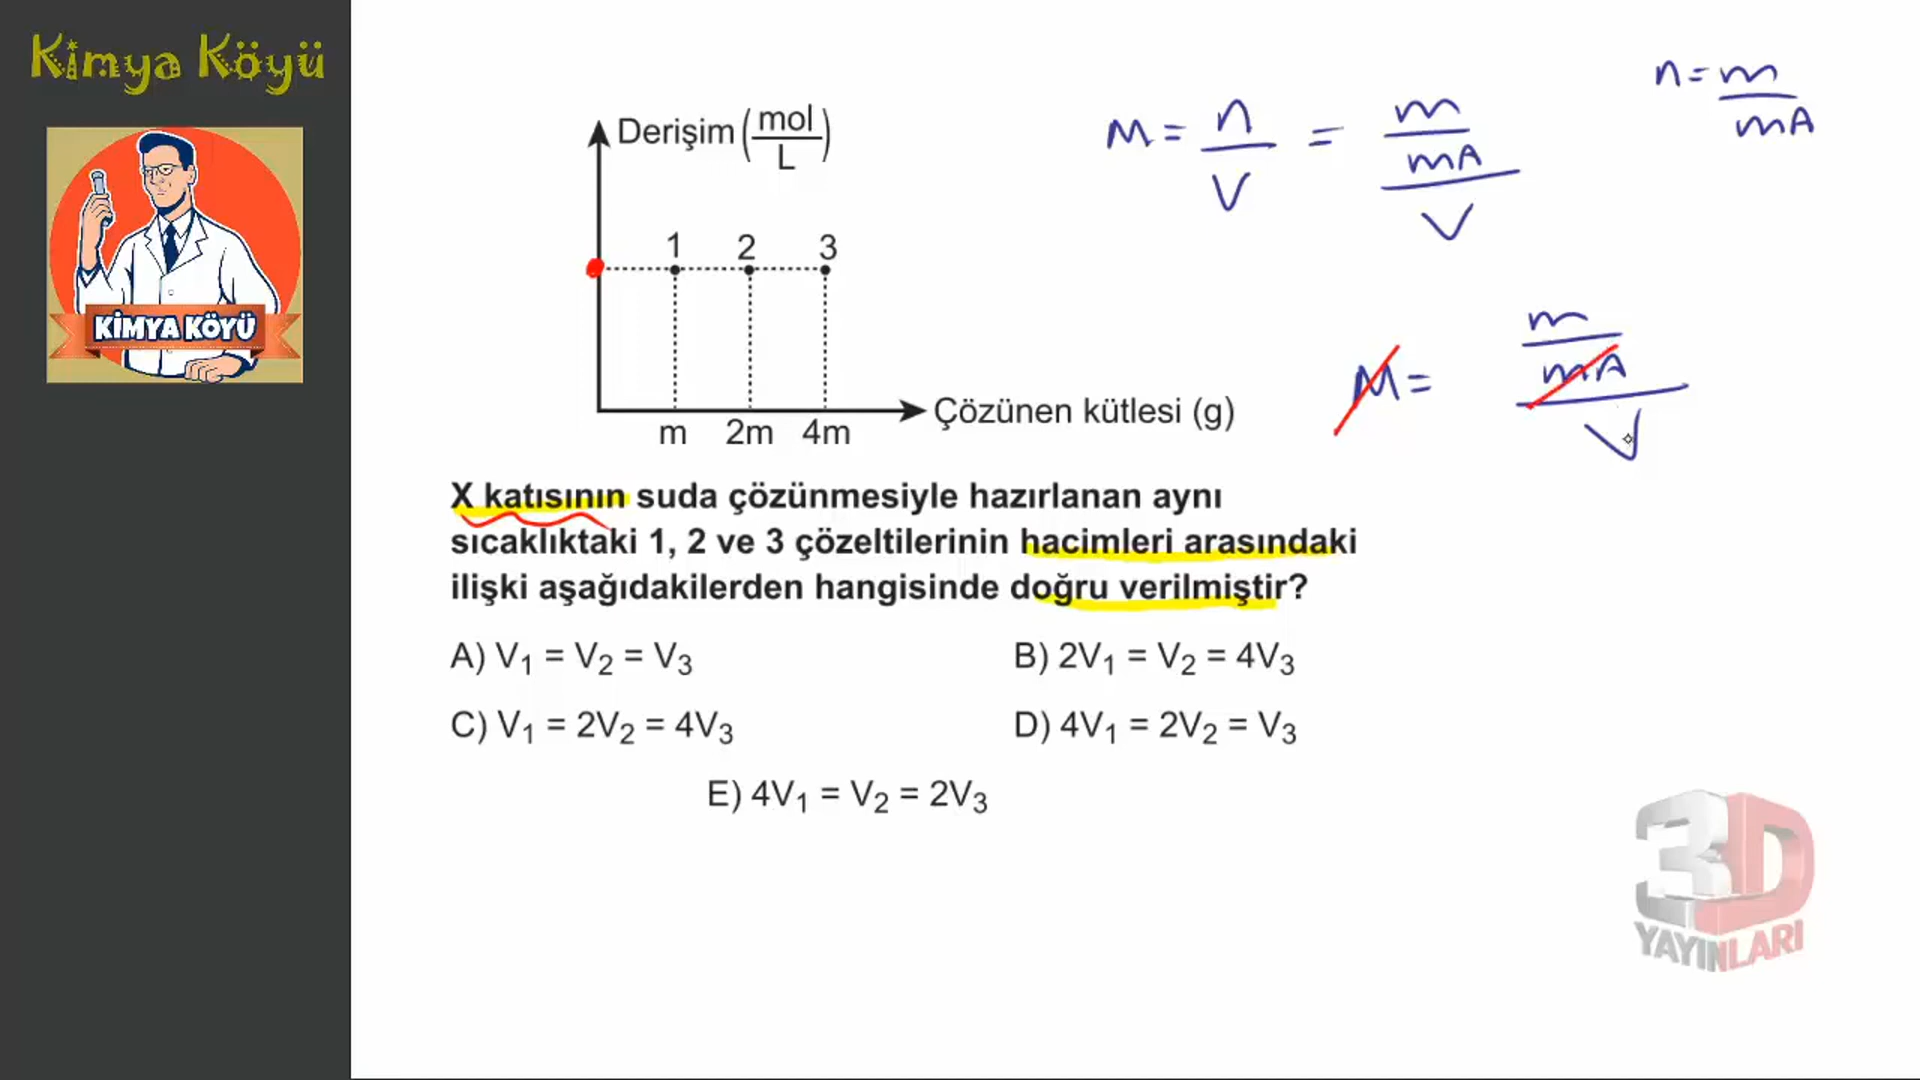 Kimya Köyü
KİMYA KÖYÜ
Derişim (mol/L)
1 2 3
m 2m 4m
Çözünen kütlesi (g)
n = m/mA
M = n/V = m/mA/V
M = m/mA/V
X katısının suda çözünmesiyle hazırlanan aynı
sıcaklıktaki 1, 2 ve 3 çözeltilerinin hacimleri arasındaki
ilişki aşağıdakilerden hangisinde doğru verilmiştir?
A) V₁ = V₂ = V₃
B) 2V₁ = V₂ = 4V₃
C) V₁ = 2V₂ = 4V₃
D) 4V₁ = 2V₂ = V₃
E) 4V₁ = V₂ = 2V₃
3D
YAYINLARI